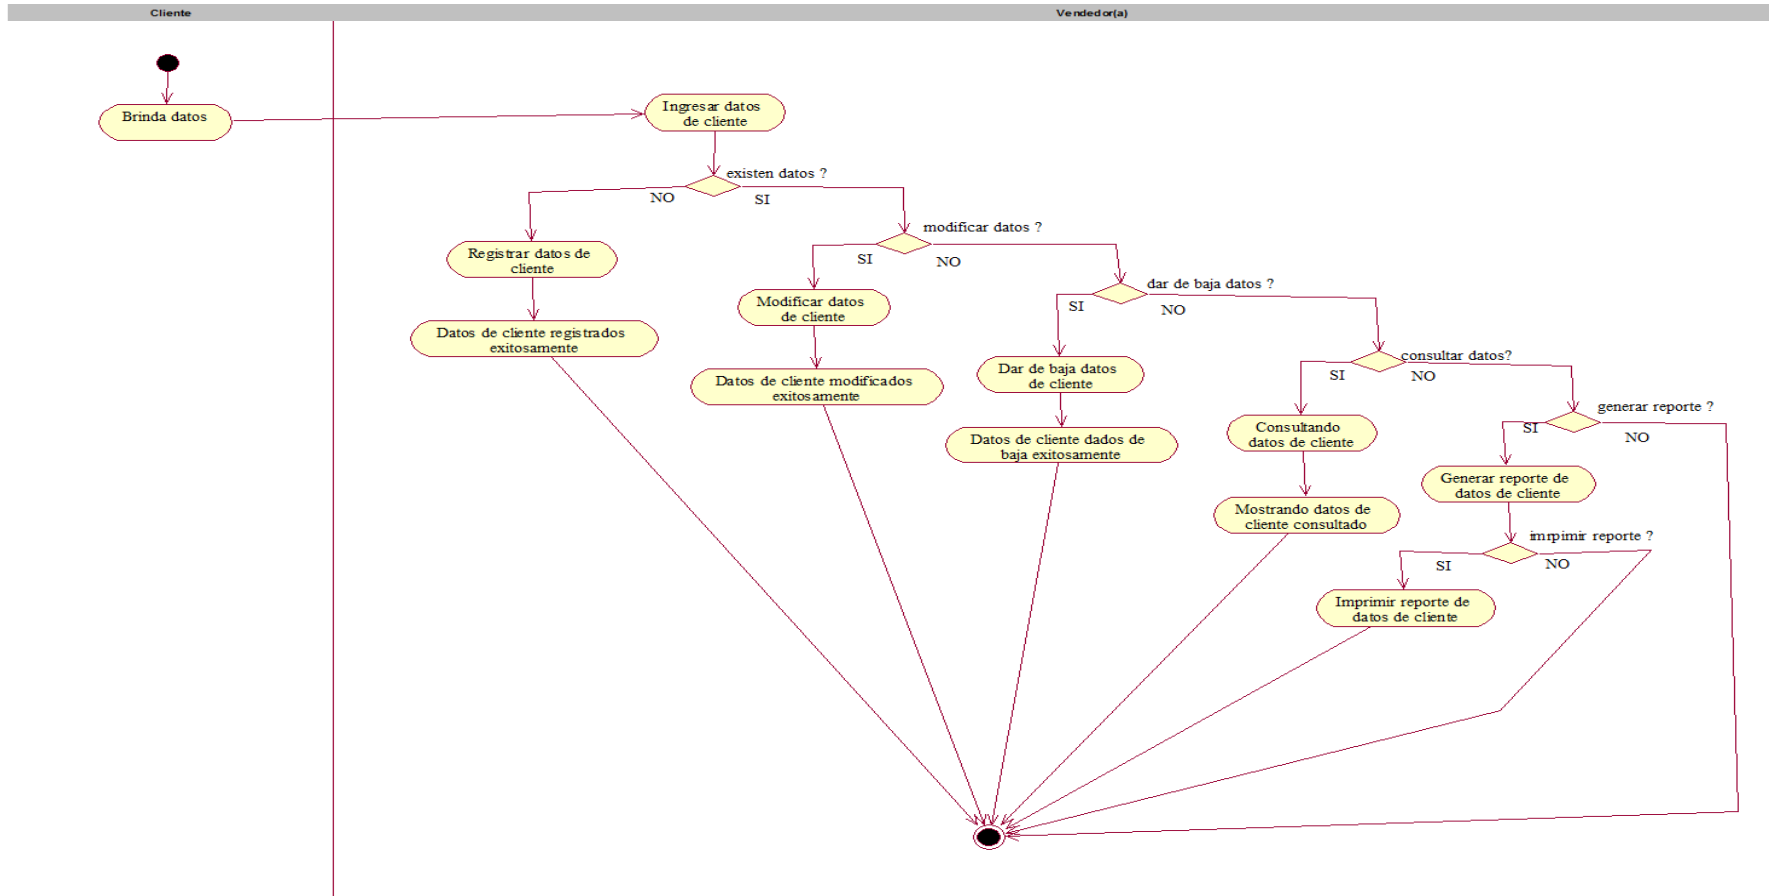 Cliente
Vendedor(a)
Brinda datos
Ingresar datos
de cliente
existen datos ?
NO
SI
Registrar datos de
cliente
Datos de cliente registrados
exitosamente
modificar datos ?
SI
NO
Modificar datos
de cliente
Datos de cliente modificados
exitosamente
dar de baja datos ?
SI
NO
Dar de baja datos
de cliente
Datos de cliente dados de
baja exitosamente
consultar datos?
SI
NO
Consultando
datos de cliente
Mostrando datos de
cliente consultado
generar reporte ?
SI
NO
Generar reporte de
datos de cliente
imrpimir reporte ?
SI
NO
Imprimir reporte de
datos de cliente